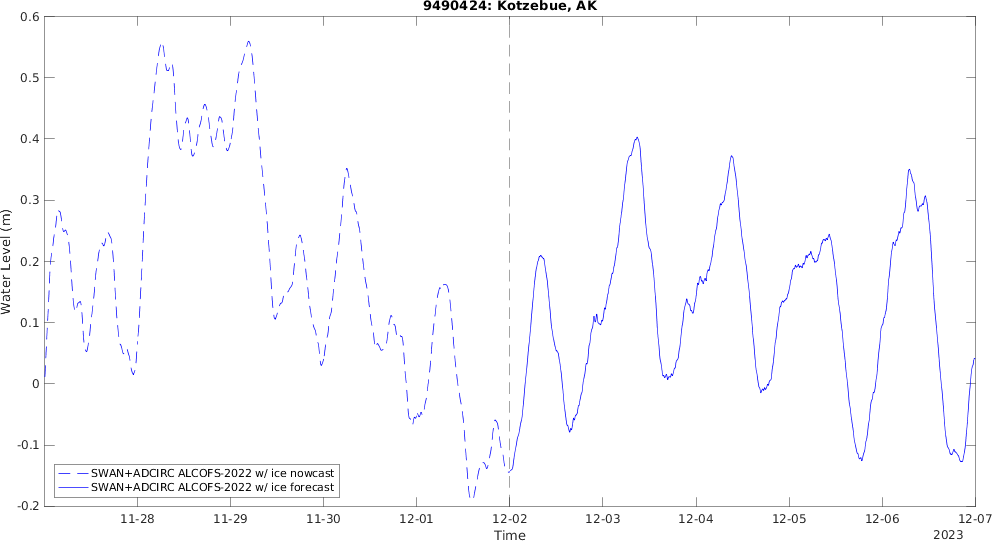 9490424: Kotzebue, AK
Water Level (m)
0.6
0.5
0.4
0.3
0.2
0.1
0
-0.1
-0.2
SWAN+ADCIRC ALCOFS-2022 w/ ice nowcast
SWAN+ADCIRC ALCOFS-2022 w/ ice forecast
11-28 11-29 11-30 12-01 12-02 12-03 12-04 12-05 12-06 12-07
Time
2023